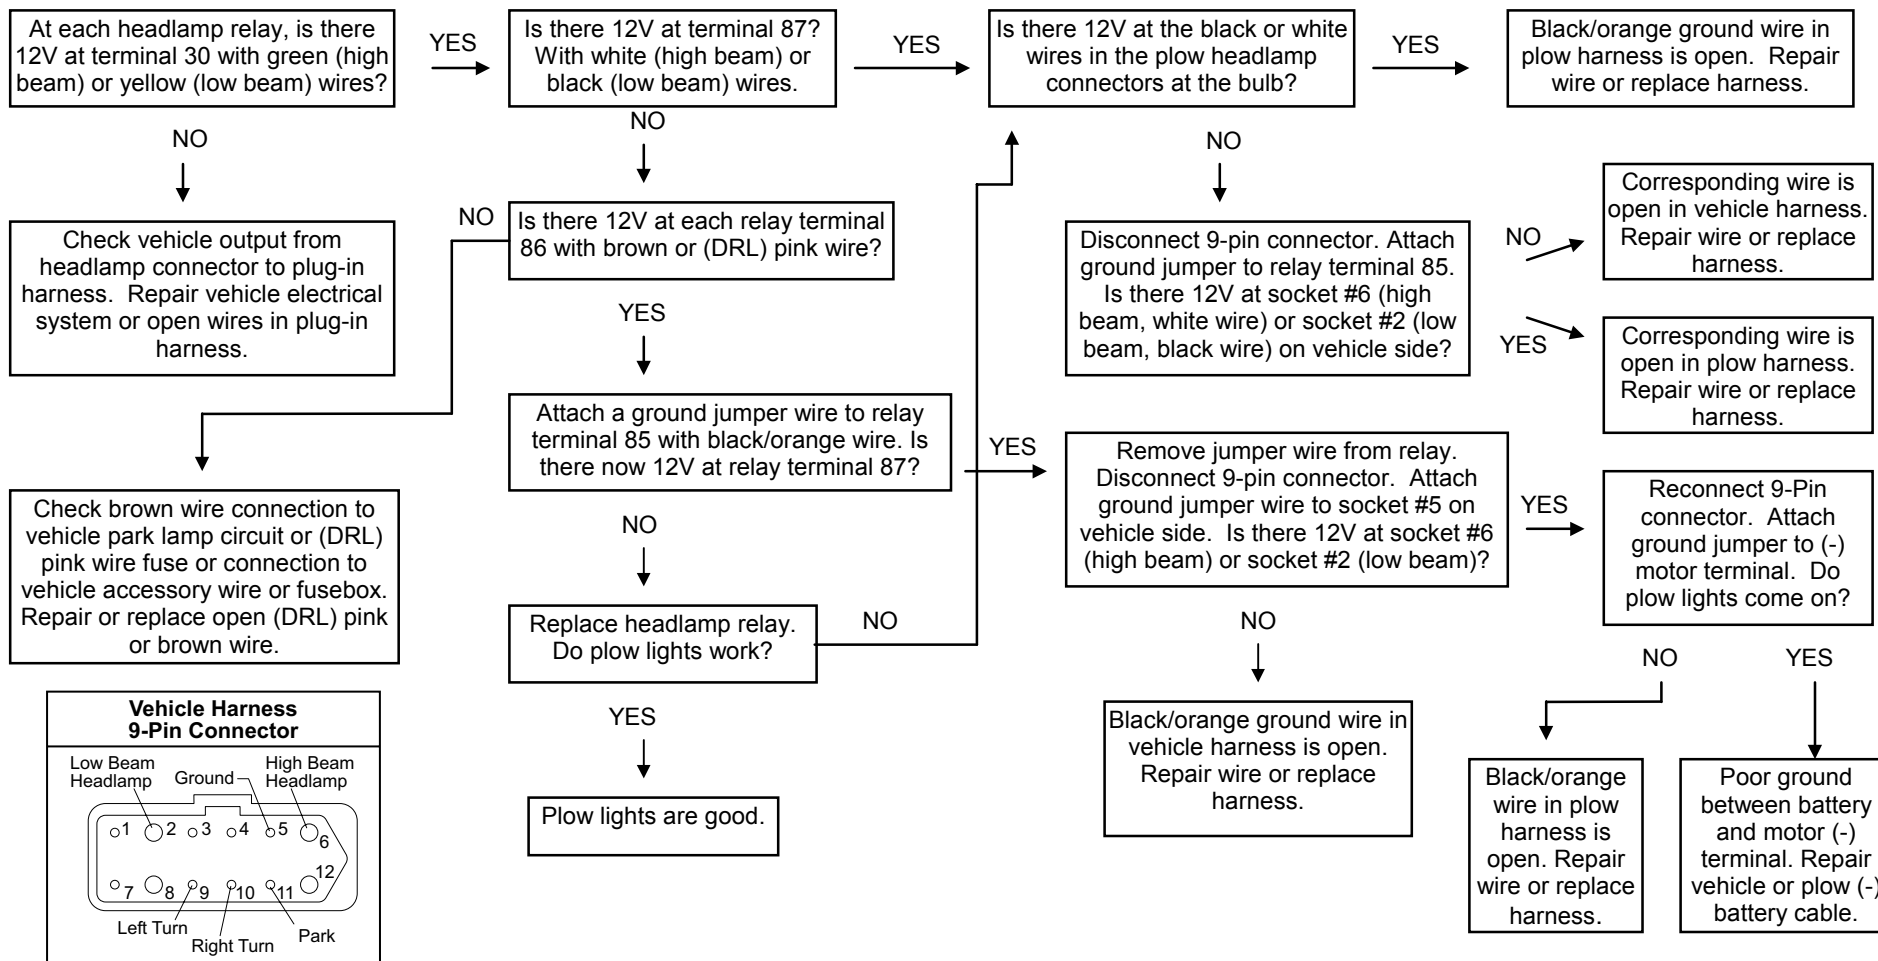 At each headlamp relay, is there
12V at terminal 30 with green (high
beam) or yellow (low beam) wires?
YES
Is there 12V at terminal 87?
With white (high beam) or
black (low beam) wires.
YES
Is there 12V at the black or white
wires in the plow headlamp
connectors at the bulb?
YES
Black/orange ground wire in
plow harness is open. Repair
wire or replace harness.
NO
NO
NO
Check vehicle output from
headlamp connector to plug-in
harness. Repair vehicle electrical
system or open wires in plug-in
harness.
NO
Is there 12V at each relay terminal
86 with brown or (DRL) pink wire?
Disconnect 9-pin connector. Attach
ground jumper to relay terminal 85.
Is there 12V at socket #6 (high
beam, white wire) or socket #2 (low
beam, black wire) on vehicle side?
NO
Corresponding wire is
open in vehicle harness.
Repair wire or replace
harness.
YES
Corresponding wire is
open in plow harness.
Repair wire or replace
harness.
YES
Attach a ground jumper wire to relay
terminal 85 with black/orange wire. Is
there now 12V at relay terminal 87?
YES
Remove jumper wire from relay.
Disconnect 9-pin connector. Attach
ground jumper wire to socket #5 on
vehicle side. Is there 12V at socket #6
(high beam) or socket #2 (low beam)?
YES
Reconnect 9-Pin
connector. Attach
ground jumper to (-)
motor terminal. Do
plow lights come on?
Check brown wire connection to
vehicle park lamp circuit or (DRL)
pink wire fuse or connection to
vehicle accessory wire or fusebox.
Repair or replace open (DRL) pink
or brown wire.
NO
Replace headlamp relay.
Do plow lights work?
NO
NO
NO
YES
YES
Plow lights are good.
Black/orange ground wire in
vehicle harness is open.
Repair wire or replace
harness.
Black/orange
wire in plow
harness is
open. Repair
wire or replace
harness.
Poor ground
between battery
and motor (-)
terminal. Repair
vehicle or plow (-)
battery cable.
Vehicle Harness
9-Pin Connector
Low Beam
Headlamp
Ground
High Beam
Headlamp
1 2 3 4 5 6
7 8 9 10 11 12
Left Turn
Right Turn
Park